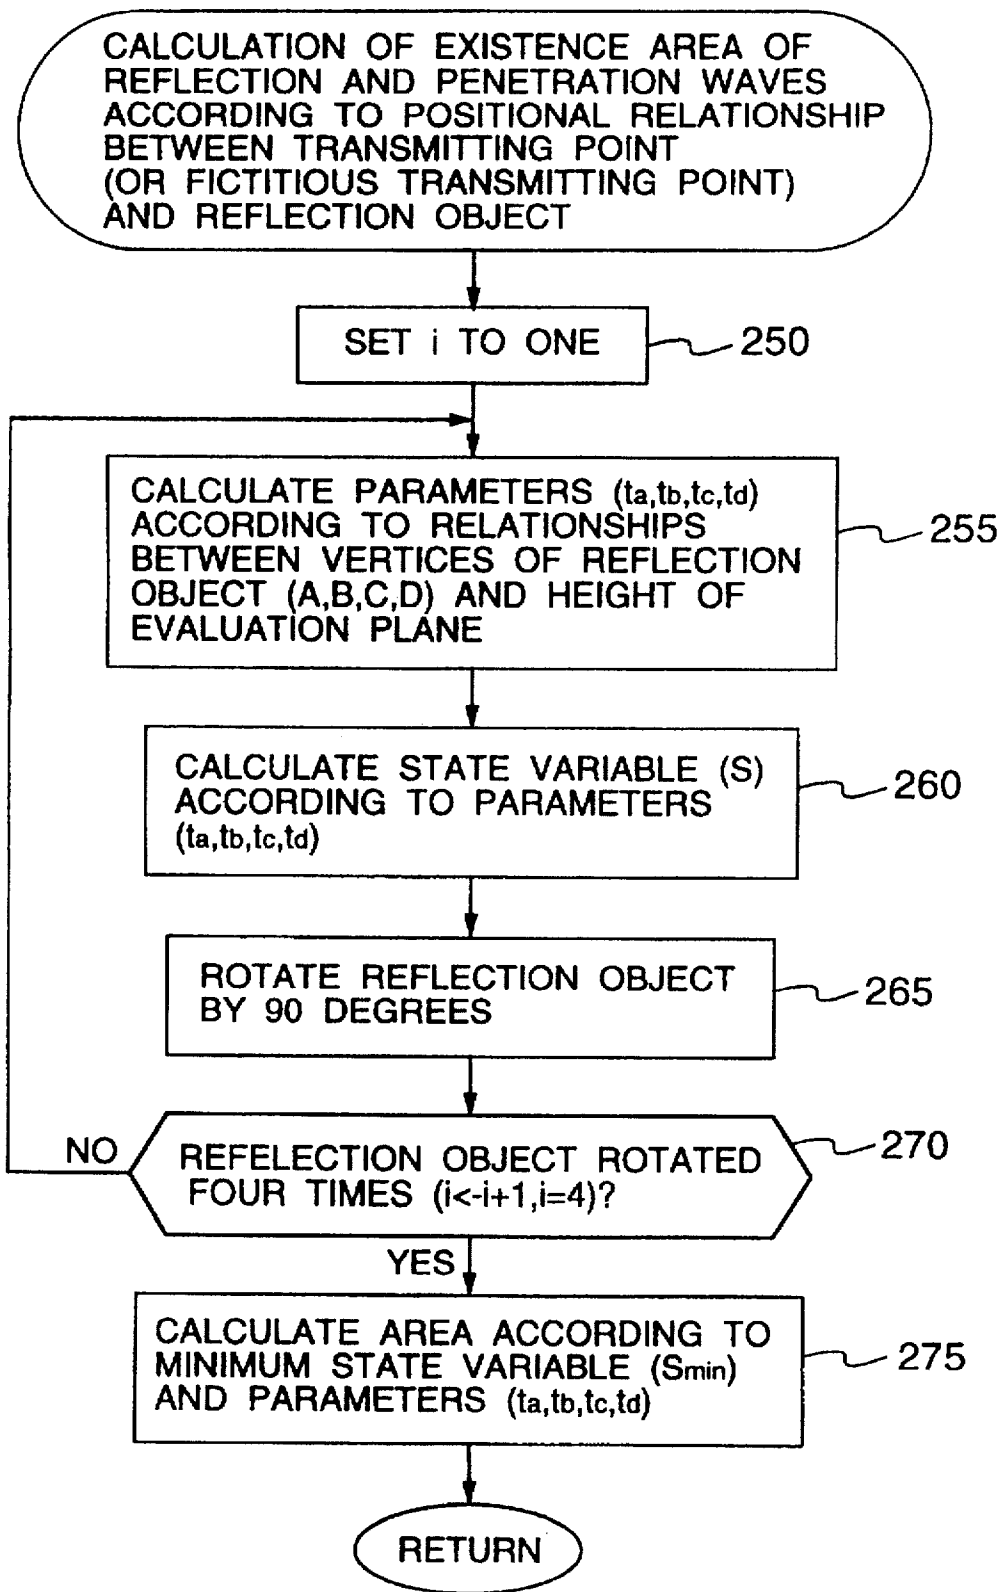 CALCULATION OF EXISTENCE AREA OF
REFLECTION AND PENETRATION WAVES
ACCORDING TO POSITIONAL RELATIONSHIP
BETWEEN TRANSMITTING POINT
(OR FICTITIOUS TRANSMITTING POINT)
AND REFLECTION OBJECT
SET i TO ONE
250
CALCULATE PARAMETERS (ta,tb,tc,td)
ACCORDING TO RELATIONSHIPS
BETWEEN VERTICES OF REFLECTION
OBJECT (A,B,C,D) AND HEIGHT OF
EVALUATION PLANE
255
CALCULATE STATE VARIABLE (S)
ACCORDING TO PARAMETERS
(ta,tb,tc,td)
260
ROTATE REFLECTION OBJECT
BY 90 DEGREES
265
NO
REFELECTION OBJECT ROTATED
FOUR TIMES (i<-i+1,i=4)?
270
YES
CALCULATE AREA ACCORDING TO
MINIMUM STATE VARIABLE (Smin)
AND PARAMETERS (ta,tb,tc,td)
275
RETURN